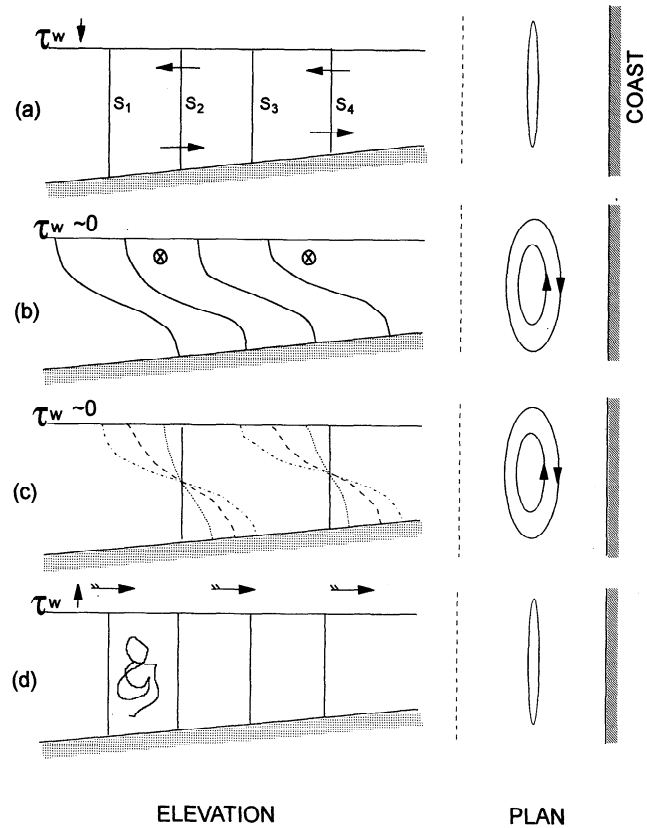 τw
(a)
S1 S2 S3 S4
COAST
τw ~0
(b)
τw ~0
(c)
τw
(d)
ELEVATION
PLAN